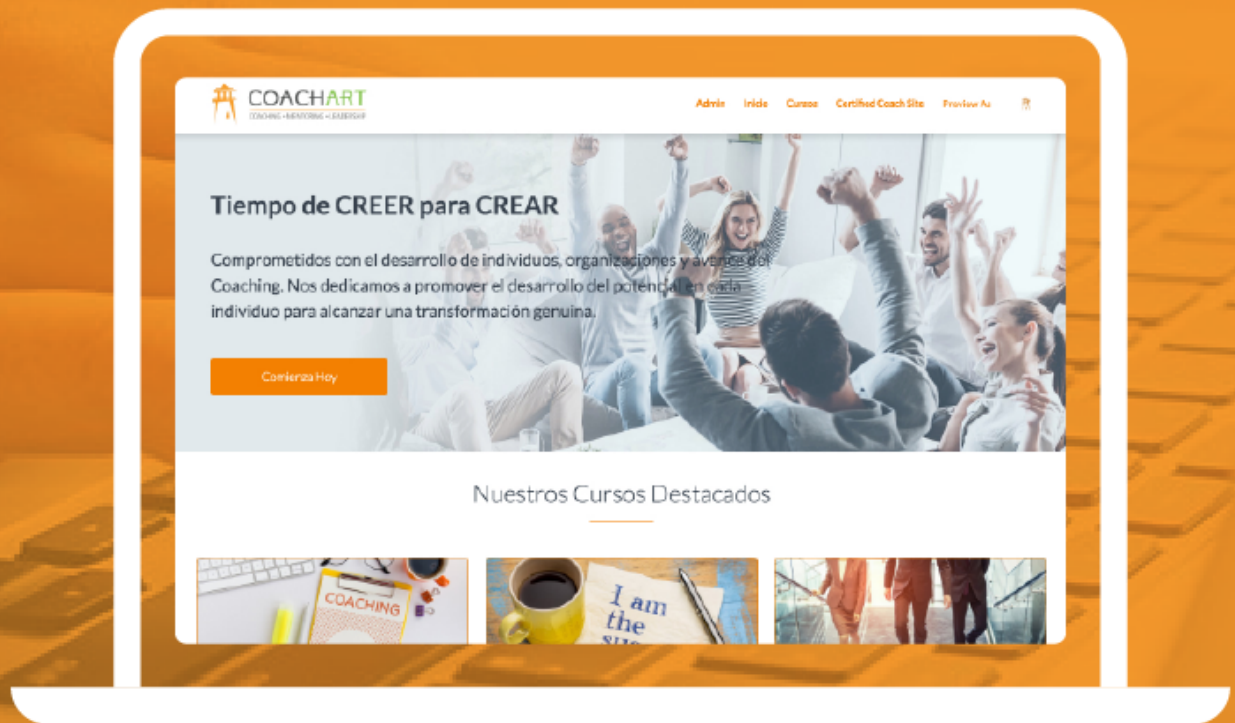 COACHART
COACHING • MENTORING • LEADERSHIP
Admin Inicio Cursos Certified Coach Site Preview As
Tiempo de CREER para CREAR
Comprometidos con el desarrollo de individuos, organizaciones y avance del
Coaching. Nos dedicamos a promover el desarrollo del potencial en cada
individuo para alcanzar una transformación genuina.
Comienza Hoy
Nuestros Cursos Destacados
COACHING
I am
the